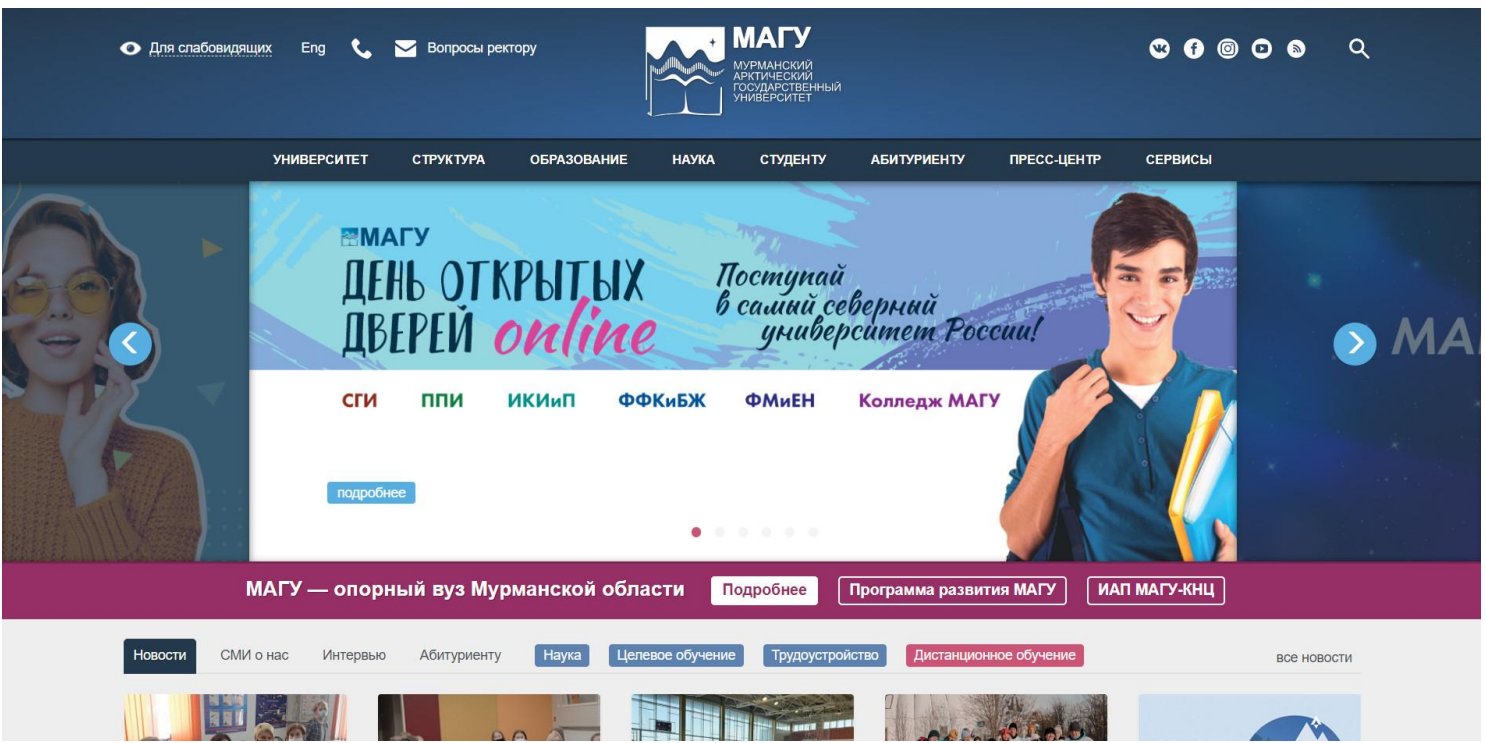 Для слабовидящих Eng Вопросы ректору
МАГУ
МУРМАНСКИЙ
АРКТИЧЕСКИЙ
ГОСУДАРСТВЕННЫЙ
УНИВЕРСИТЕТ
УНИВЕРСИТЕТ СТРУКТУРА ОБРАЗОВАНИЕ НАУКА СТУДЕНТУ АБИТУРИЕНТУ ПРЕСС-ЦЕНТР СЕРВИСЫ
МАГУ
ДЕНЬ ОТКРЫТЫХ
ДВЕРЕЙ online
Поступай
в самый северный
университет России!
МА
СГИ ППИ ИКИиП ФФКиБЖ ФМиЕН Колледж МАГУ
подробнее
МАГУ — опорный вуз Мурманской области Подробнее Программа развития МАГУ ИАП МАГУ-КНЦ
Новости СМИ о нас Интервью Абитуриенту Наука Целевое обучение Трудоустройство Дистанционное обучение все новости